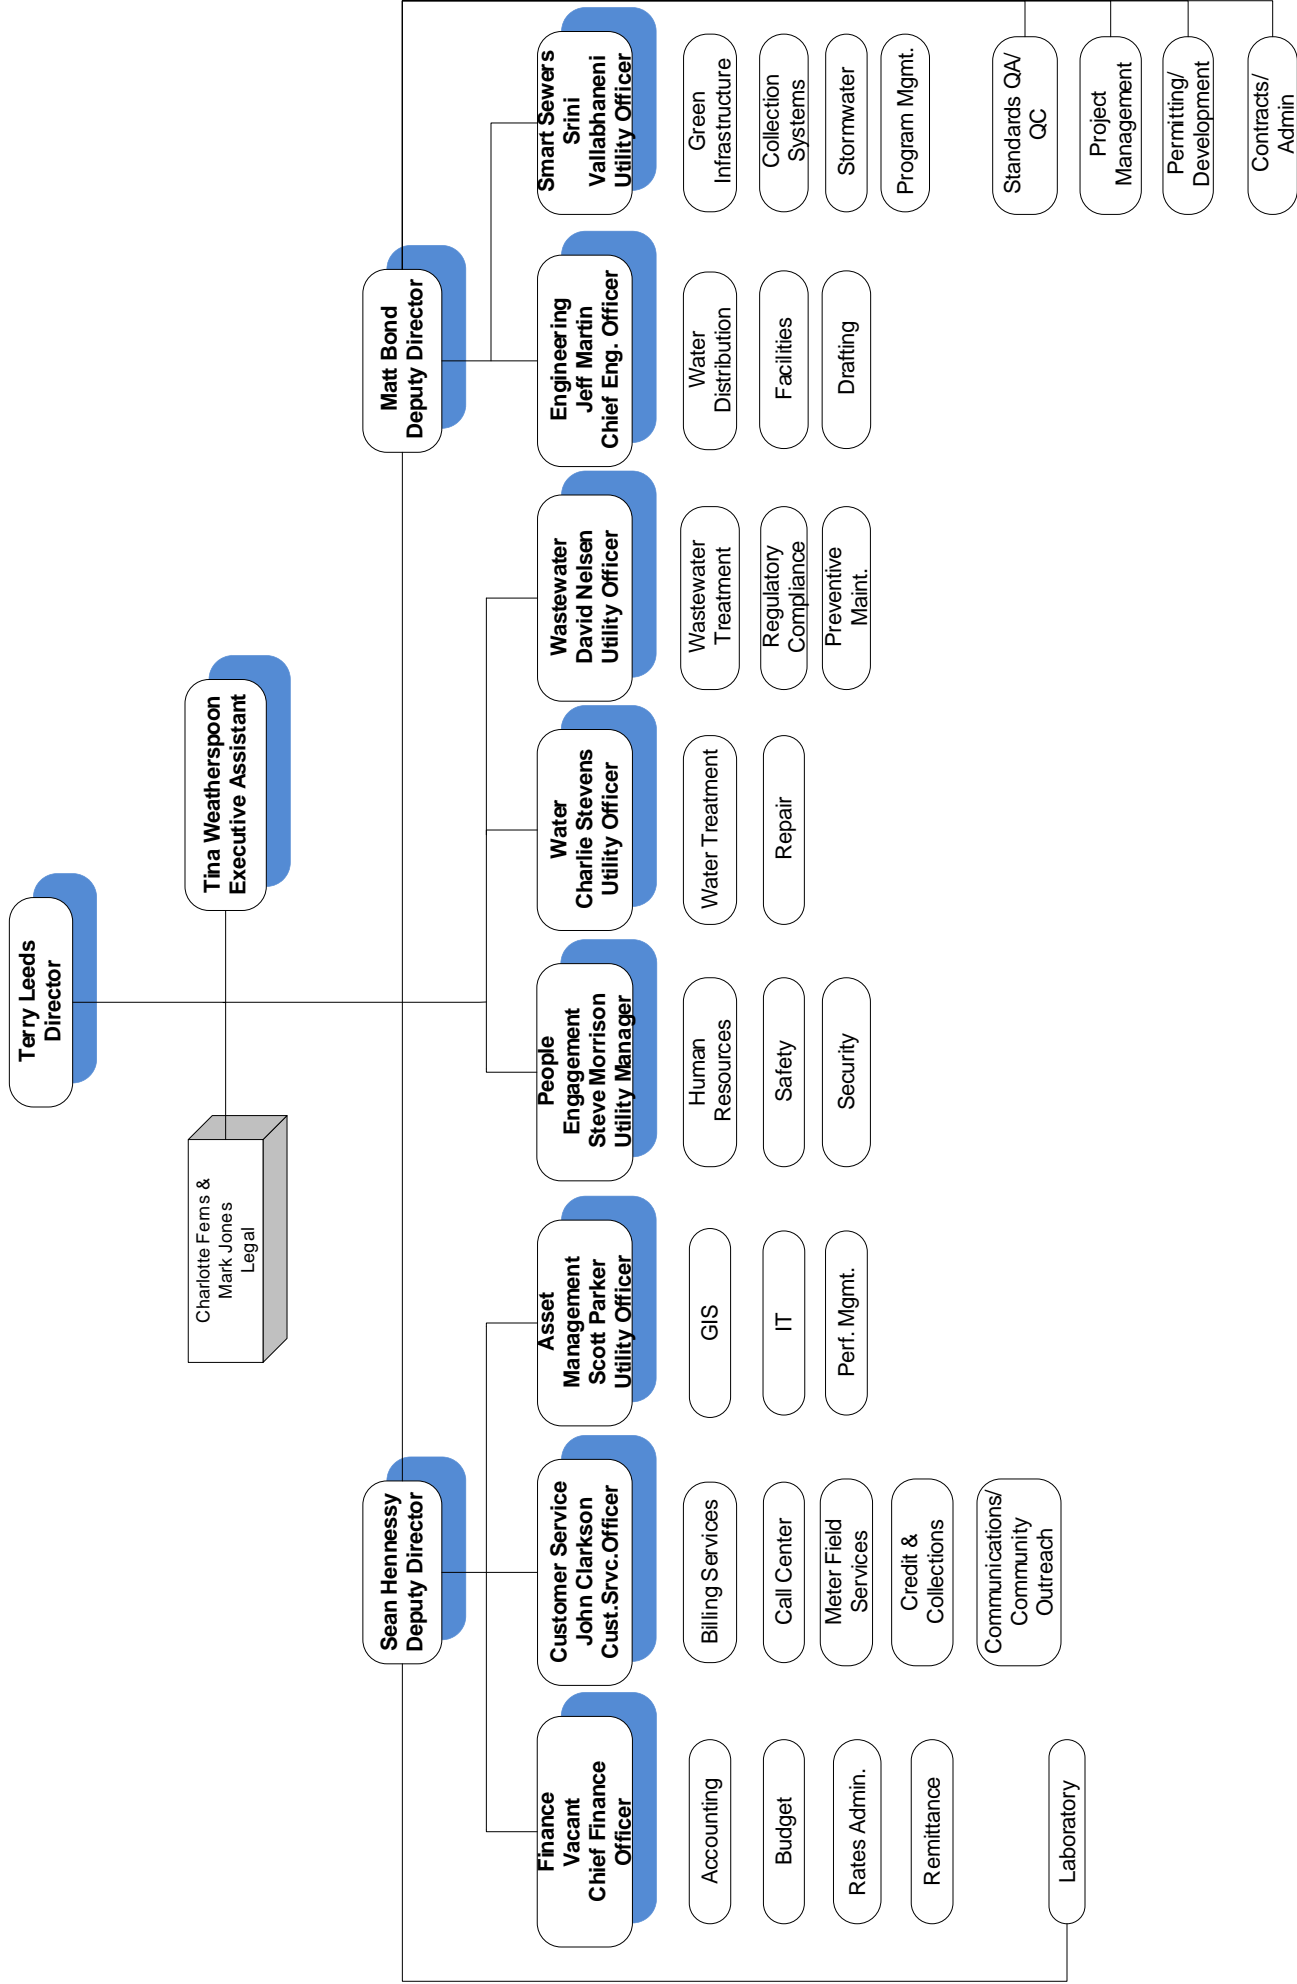 Terry Leeds
Director
Charlotte Ferns &
Mark Jones
Legal
Tina Weatherspoon
Executive Assistant
Sean Hennessy
Deputy Director
Matt Bond
Deputy Director
Finance
Vacant
Chief Finance
Officer
Customer Service
John Clarkson
Cust.Srvc.Officer
Asset
Management
Scott Parker
Utility Officer
People
Engagement
Steve Morrison
Utility Manager
Water
Charlie Stevens
Utility Officer
Wastewater
David Nelsen
Utility Officer
Engineering
Jeff Martin
Chief Eng. Officer
Smart Sewers
Srini
Vallabhaneni
Utility Officer
Accounting
Budget
Rates Admin.
Remittance
Laboratory
Billing Services
Call Center
Meter Field
Services
Credit &
Collections
Communications/
Community
Outreach
GIS
IT
Perf. Mgmt.
Human
Resources
Safety
Security
Water Treatment
Repair
Wastewater
Treatment
Regulatory
Compliance
Preventive
Maint.
Water
Distribution
Facilities
Drafting
Green
Infrastructure
Collection
Systems
Stormwater
Program Mgmt.
Standards QA/
QC
Project
Management
Permitting/
Development
Contracts/
Admin